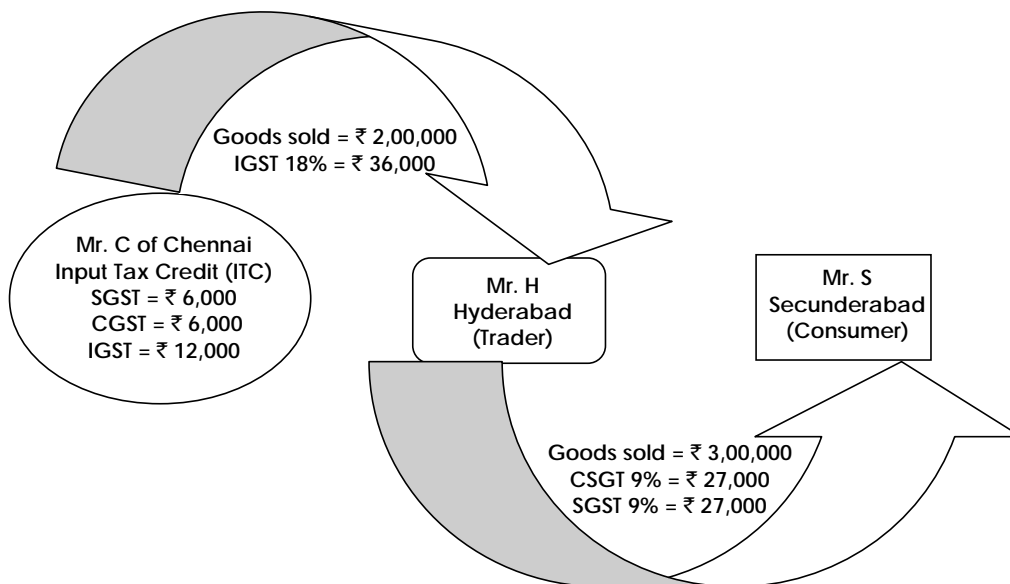 Goods sold = ₹ 2,00,000
IGST 18% = ₹ 36,000
Mr. C of Chennai
Input Tax Credit (ITC)
SGST = ₹ 6,000
CGST = ₹ 6,000
IGST = ₹ 12,000
Mr. H
Hyderabad
(Trader)
Mr. S
Secunderabad
(Consumer)
Goods sold = ₹ 3,00,000
CSGT 9% = ₹ 27,000
SGST 9% = ₹ 27,000